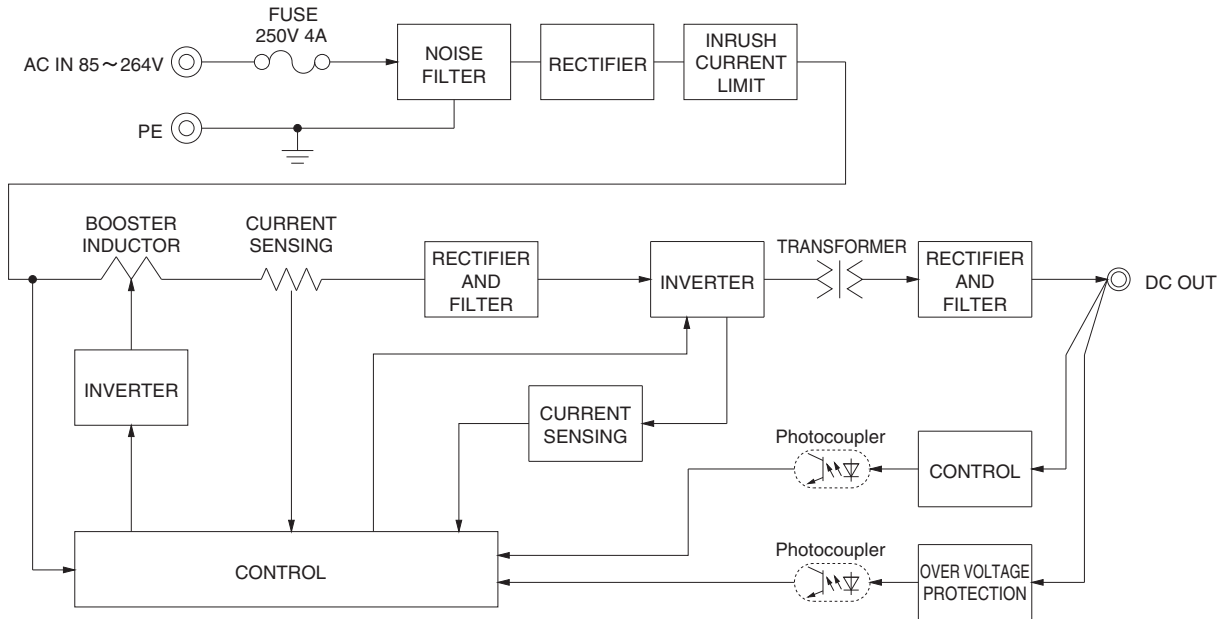 FUSE
250V 4A
AC IN 85～264V
NOISE
FILTER
RECTIFIER
INRUSH
CURRENT
LIMIT
PE
BOOSTER
INDUCTOR
CURRENT
SENSING
RECTIFIER
AND
FILTER
INVERTER
TRANSFORMER
RECTIFIER
AND
FILTER
DC OUT
INVERTER
CURRENT
SENSING
Photocoupler
CONTROL
CONTROL
Photocoupler
OVER VOLTAGE
PROTECTION